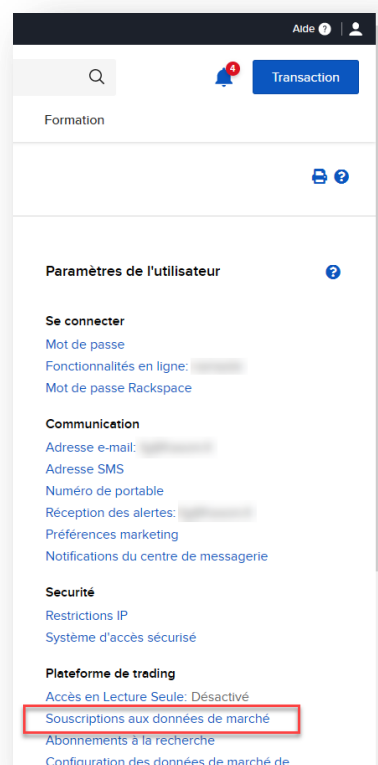 Aide ?
4
Transaction
Formation
?
Paramètres de l'utilisateur ?
Se connecter
Mot de passe
Fonctionnalités en ligne:
Mot de passe Rackspace
Communication
Adresse e-mail:
Adresse SMS
Numéro de portable
Réception des alertes:
Préférences marketing
Notifications du centre de messagerie
Securité
Restrictions IP
Système d'accès sécurisé
Plateforme de trading
Accès en Lecture Seule: Désactivé
Souscriptions aux données de marché
Abonnements à la recherche
Configuration des données de marché de